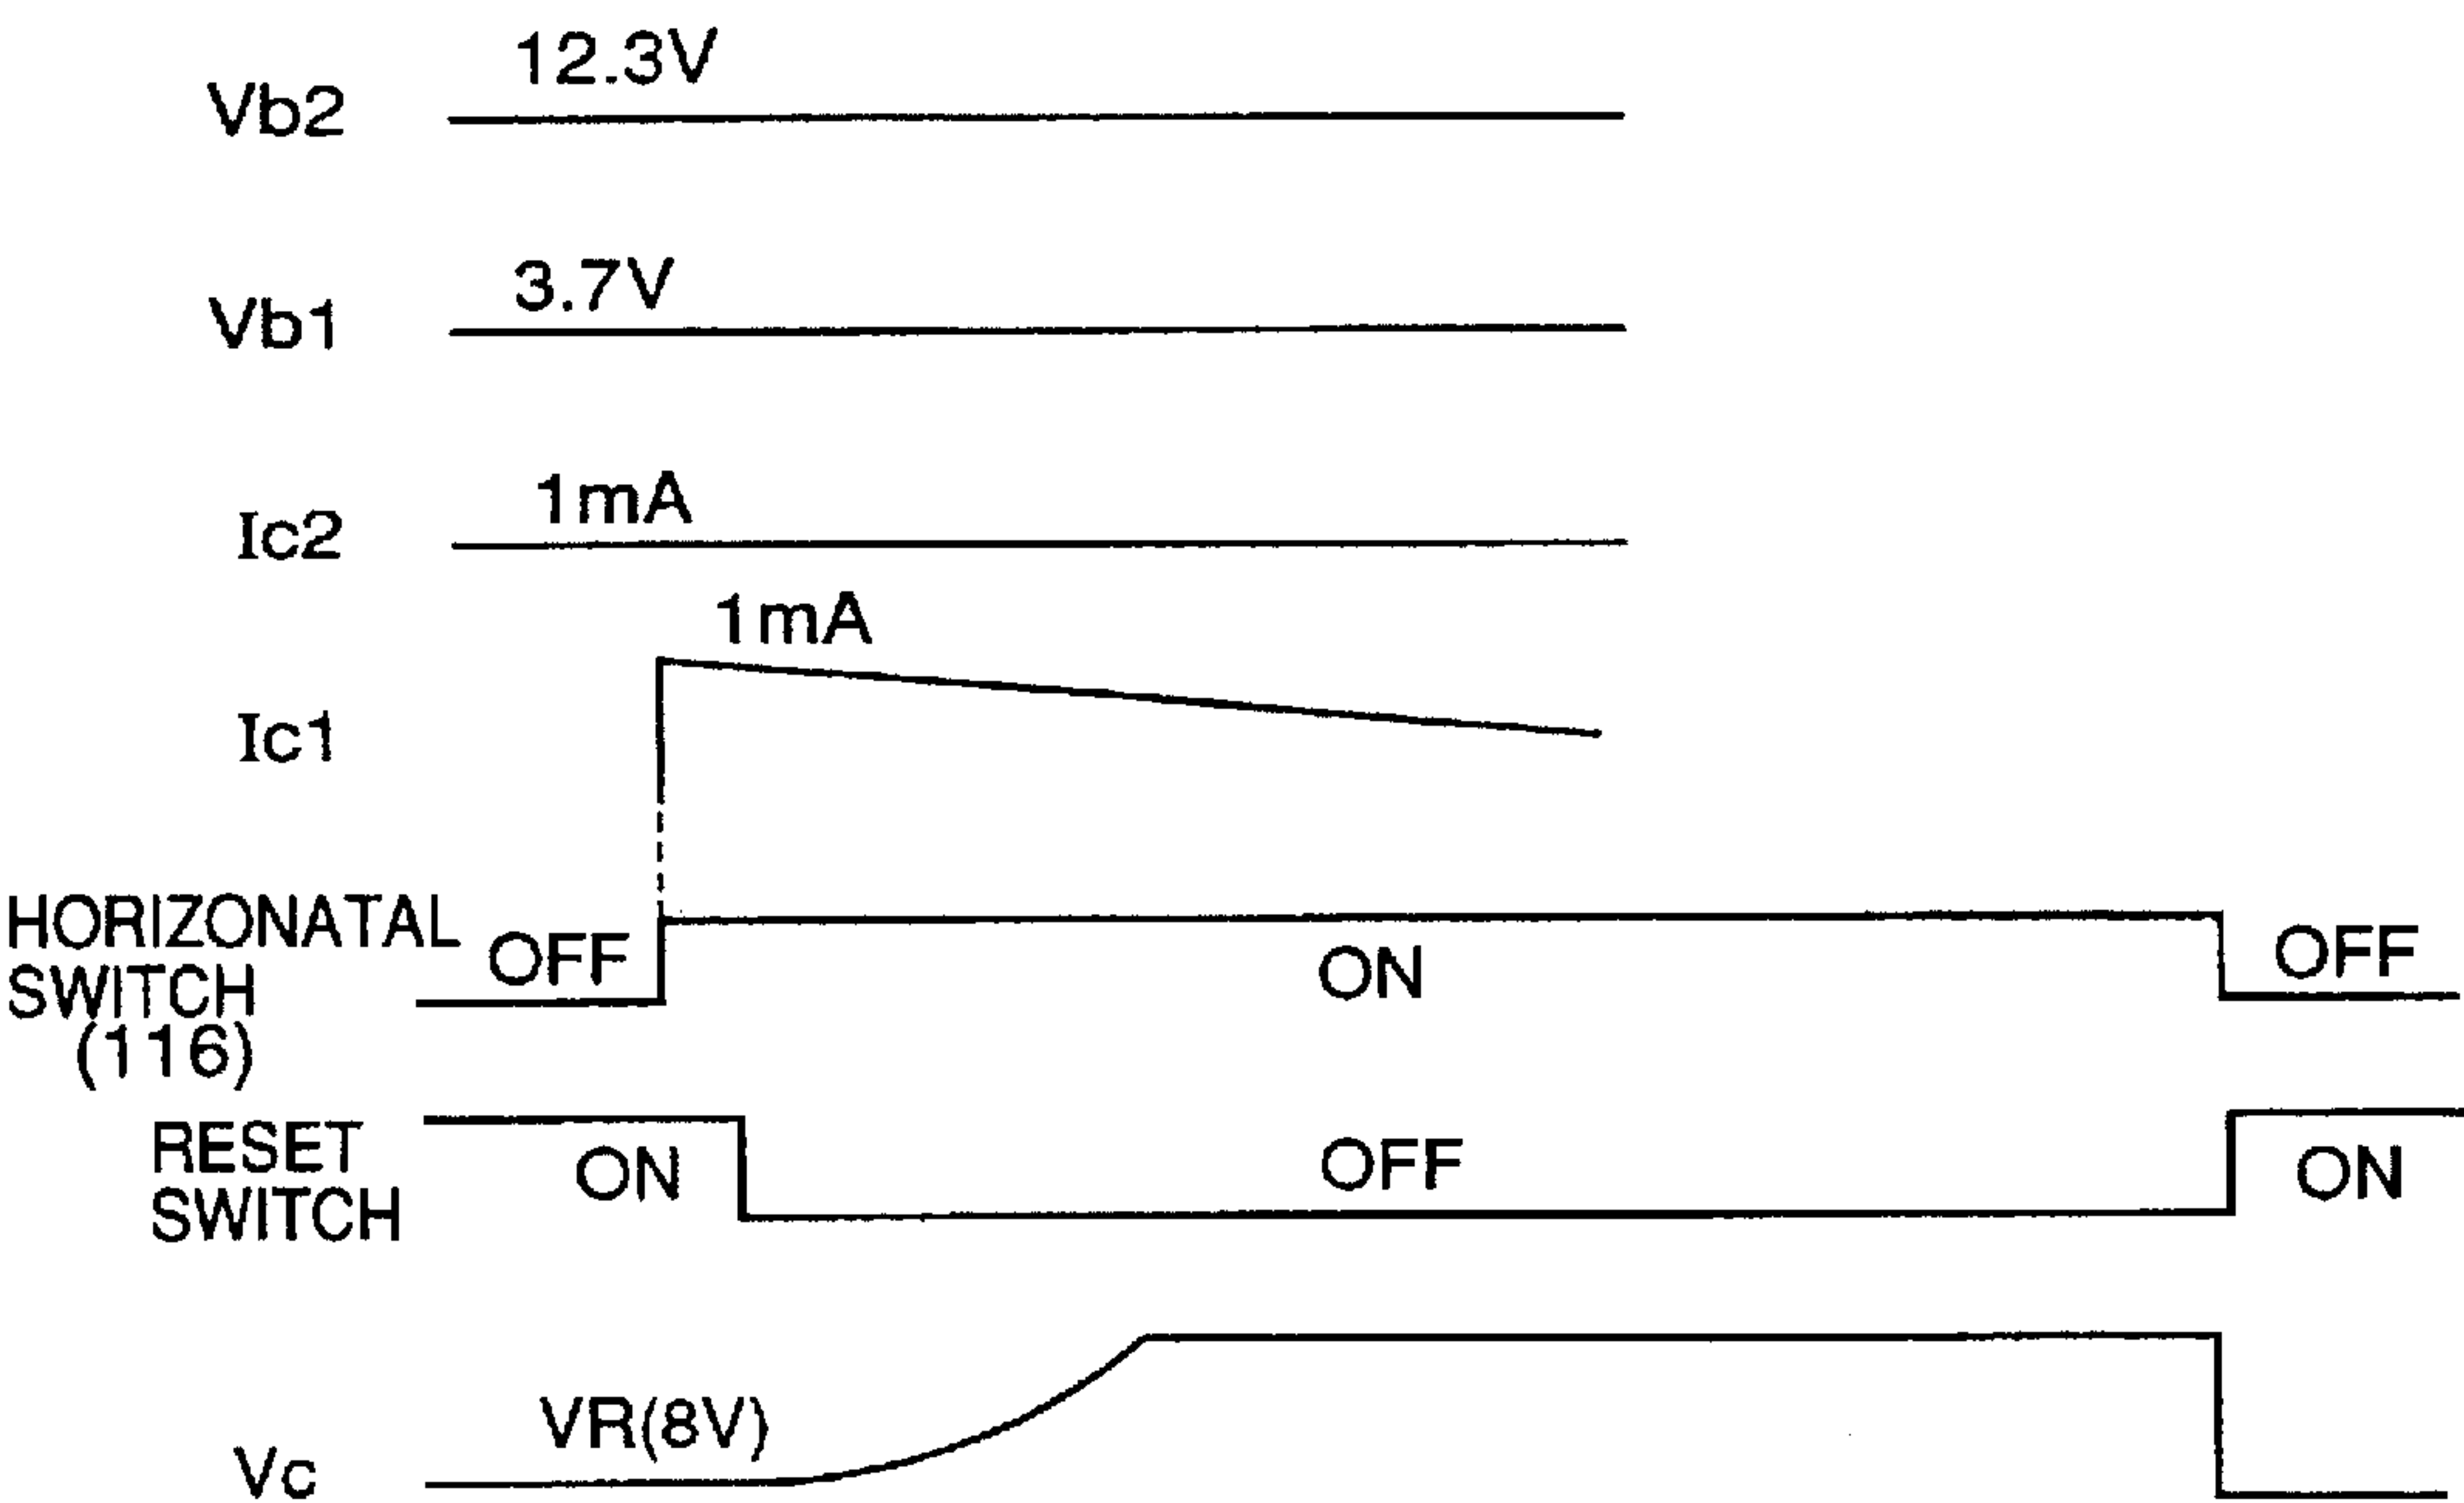 12.3V
Vb2
3.7V
Vb1
1mA
Ic2
1mA
Ic1
HORIZONATAL
SWITCH
(116)
OFF
ON
OFF
RESET
SWITCH
ON
OFF
ON
VR(8V)
Vc